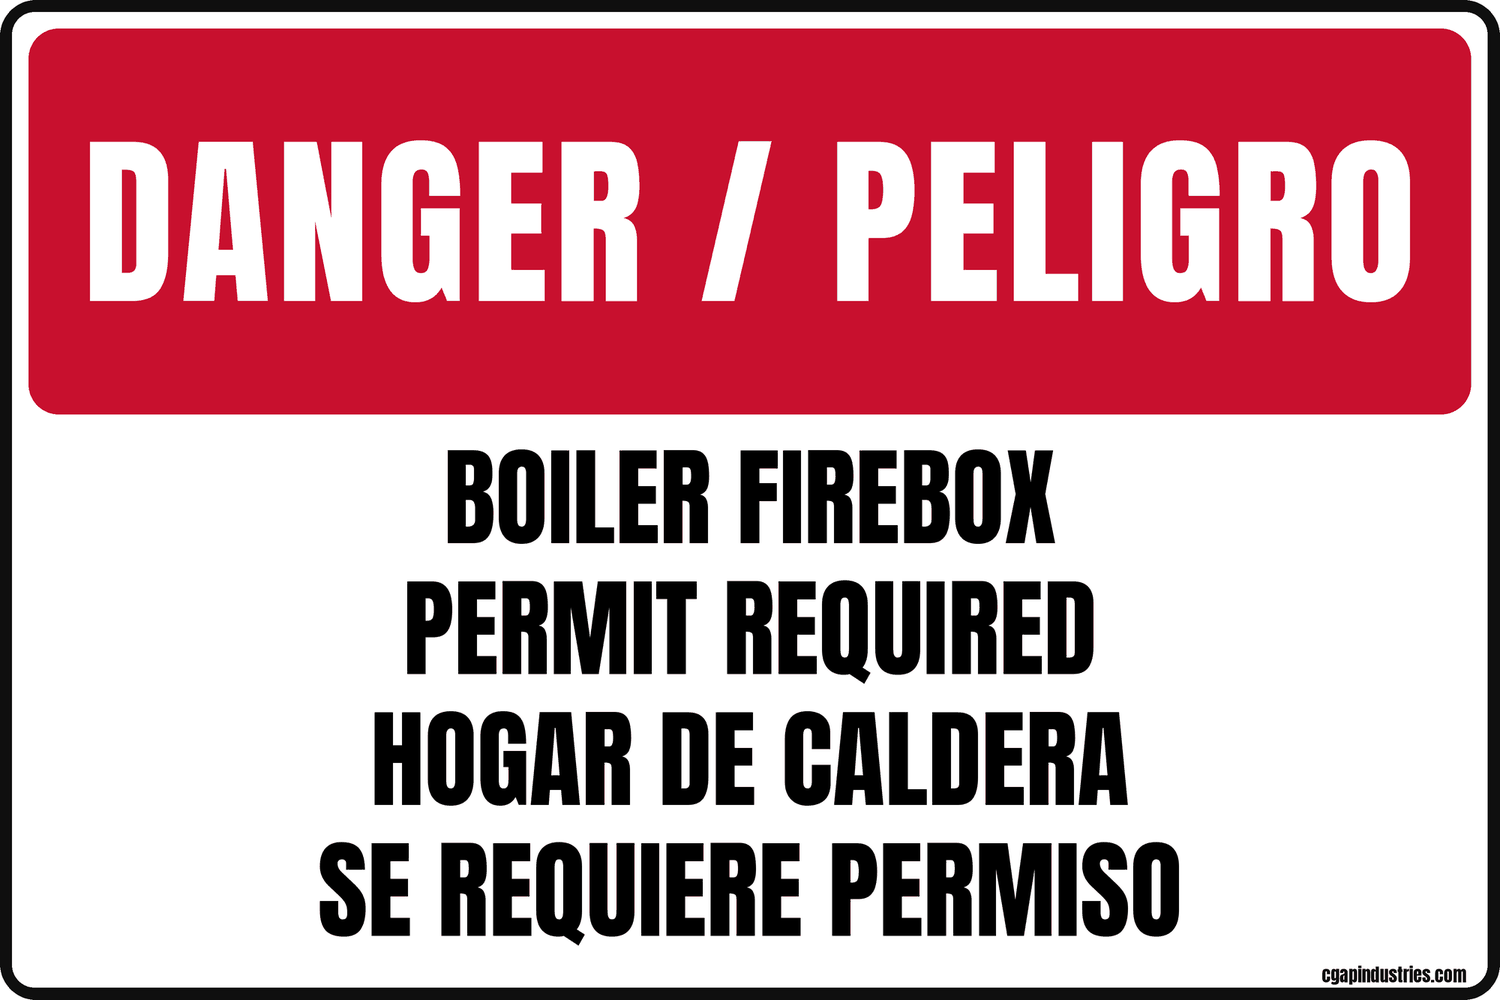 DANGER / PELIGRO
BOILER FIREBOX
PERMIT REQUIRED
HOGAR DE CALDERA
SE REQUIERE PERMISO
cgapindustries.com